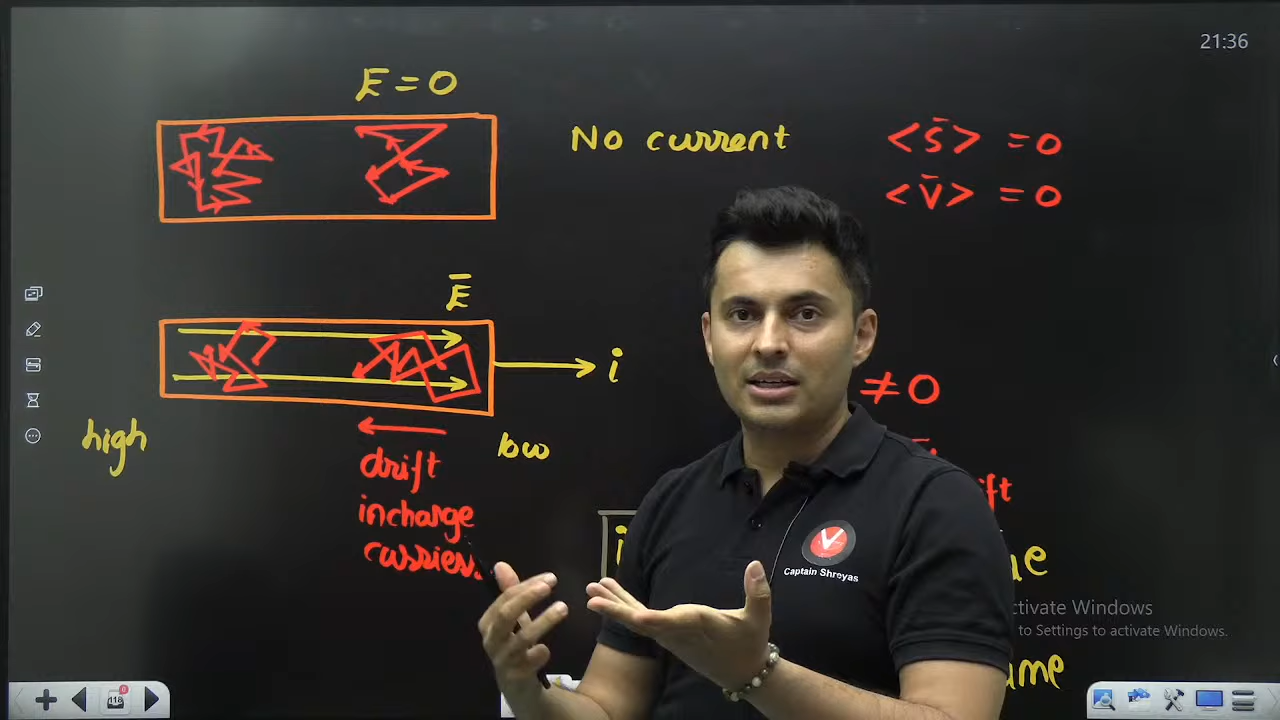 21:36
E = 0
No current
<s̄> = 0
<v̄> = 0
Ē
i
≠ 0
high
low
drift
incharge
carriers
i
V
Captain Shreyas
Activate Windows
to Settings to activate Windows.
118